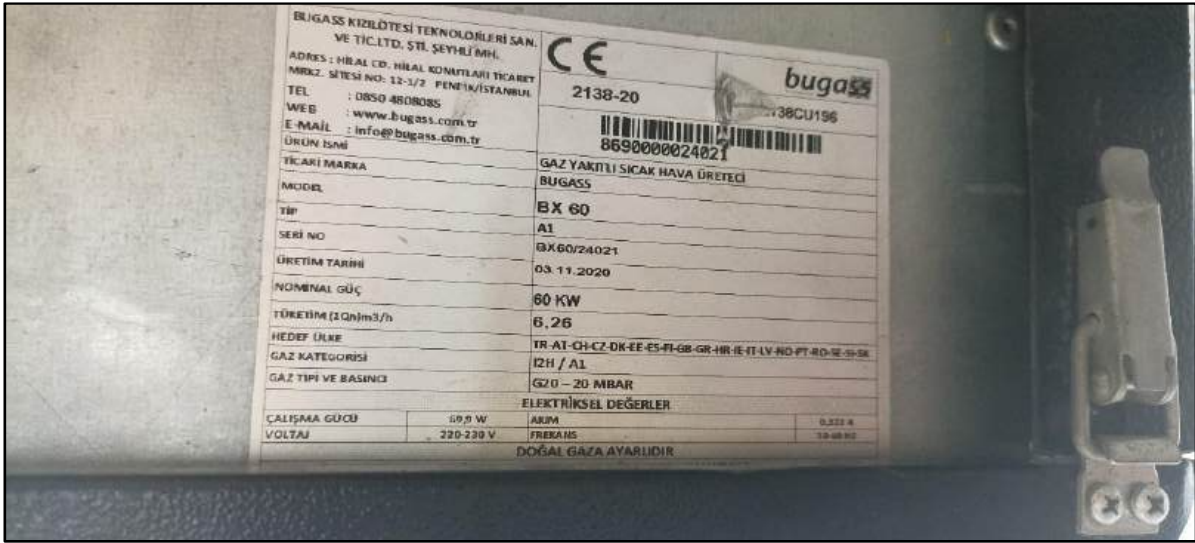 BUGASS KIZILÖTESİ TEKNOLOJİLERİ SAN.
VE TİC.LTD. ŞTİ. ŞEYHLİ MH.
ADRES : HİLAL CD. HİLAL KONUTLARI TİCARET
MRKZ. SİTESİ NO: 12-1/2 PENDİK/İSTANBUL
TEL : 0850 4808085
WEB : www.bugass.com.tr
E-MAİL : info@bugass.com.tr
CE
2138-20
bugass
138CU196
8690000024021
ÜRÜN İSMİ GAZ YAKITLI SICAK HAVA ÜRETECİ
TİCARİ MARKA BUGASS
MODEL BX 60
TİP A1
SERİ NO BX60/24021
ÜRETİM TARİHİ 03.11.2020
NOMINAL GÜÇ 60 KW
TÜKETİM (ΣQn)m3/h 6,26
HEDEF ÜLKE TR-AT-CH-CZ-DK-EE-ES-FI-GB-GR-HR-IE-IT-LV-NO-PT-RO-SE-SI-SK
GAZ KATEGORİSİ I2H / A1
GAZ TİPİ VE BASINCI G20 – 20 MBAR
ELEKTRİKSEL DEĞERLER
ÇALIŞMA GÜCÜ 69,9 W AKIM
VOLTAJ 220-230 V FREKANS
DOĞAL GAZA AYARLIDIR